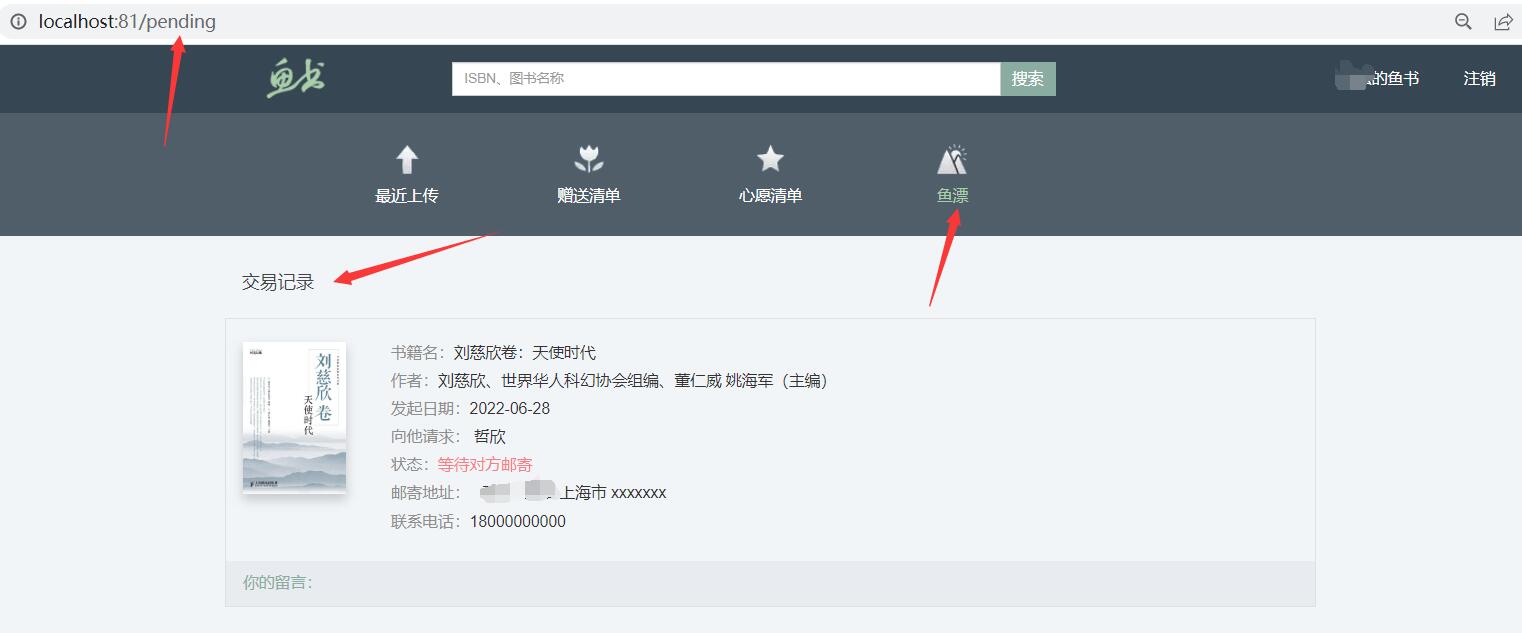 localhost:81/pending
鱼书
ISBN、图书名称
搜索
的鱼书
注销
最近上传
赠送清单
心愿清单
鱼漂
交易记录
刘慈欣卷
天使时代
书籍名：刘慈欣卷：天使时代
作者：刘慈欣、世界华人科幻协会组编、董仁威 姚海军（主编）
发起日期：2022-06-28
向他请求： 哲欣
状态：等待对方邮寄
邮寄地址： 上海市 xxxxxxx
联系电话：18000000000
你的留言：